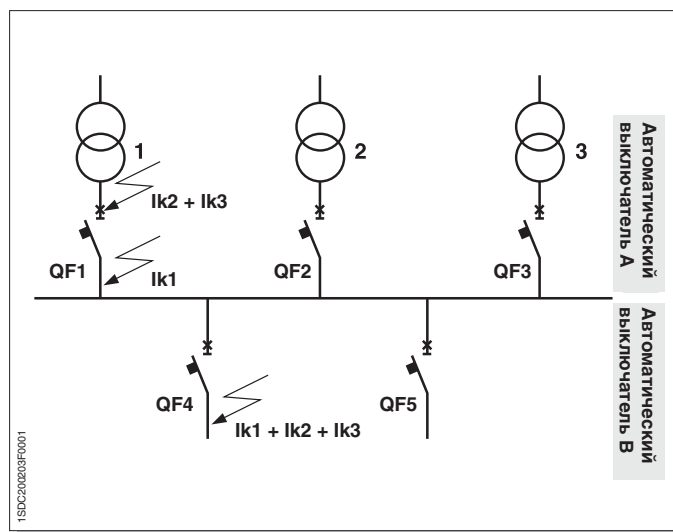 1
2
3
Ik2 + Ik3
QF1
Ik1
QF2
QF3
QF4
Ik1 + Ik2 + Ik3
QF5
Автоматический
выключатель А
Автоматический
выключатель В
1SDC200203F0001